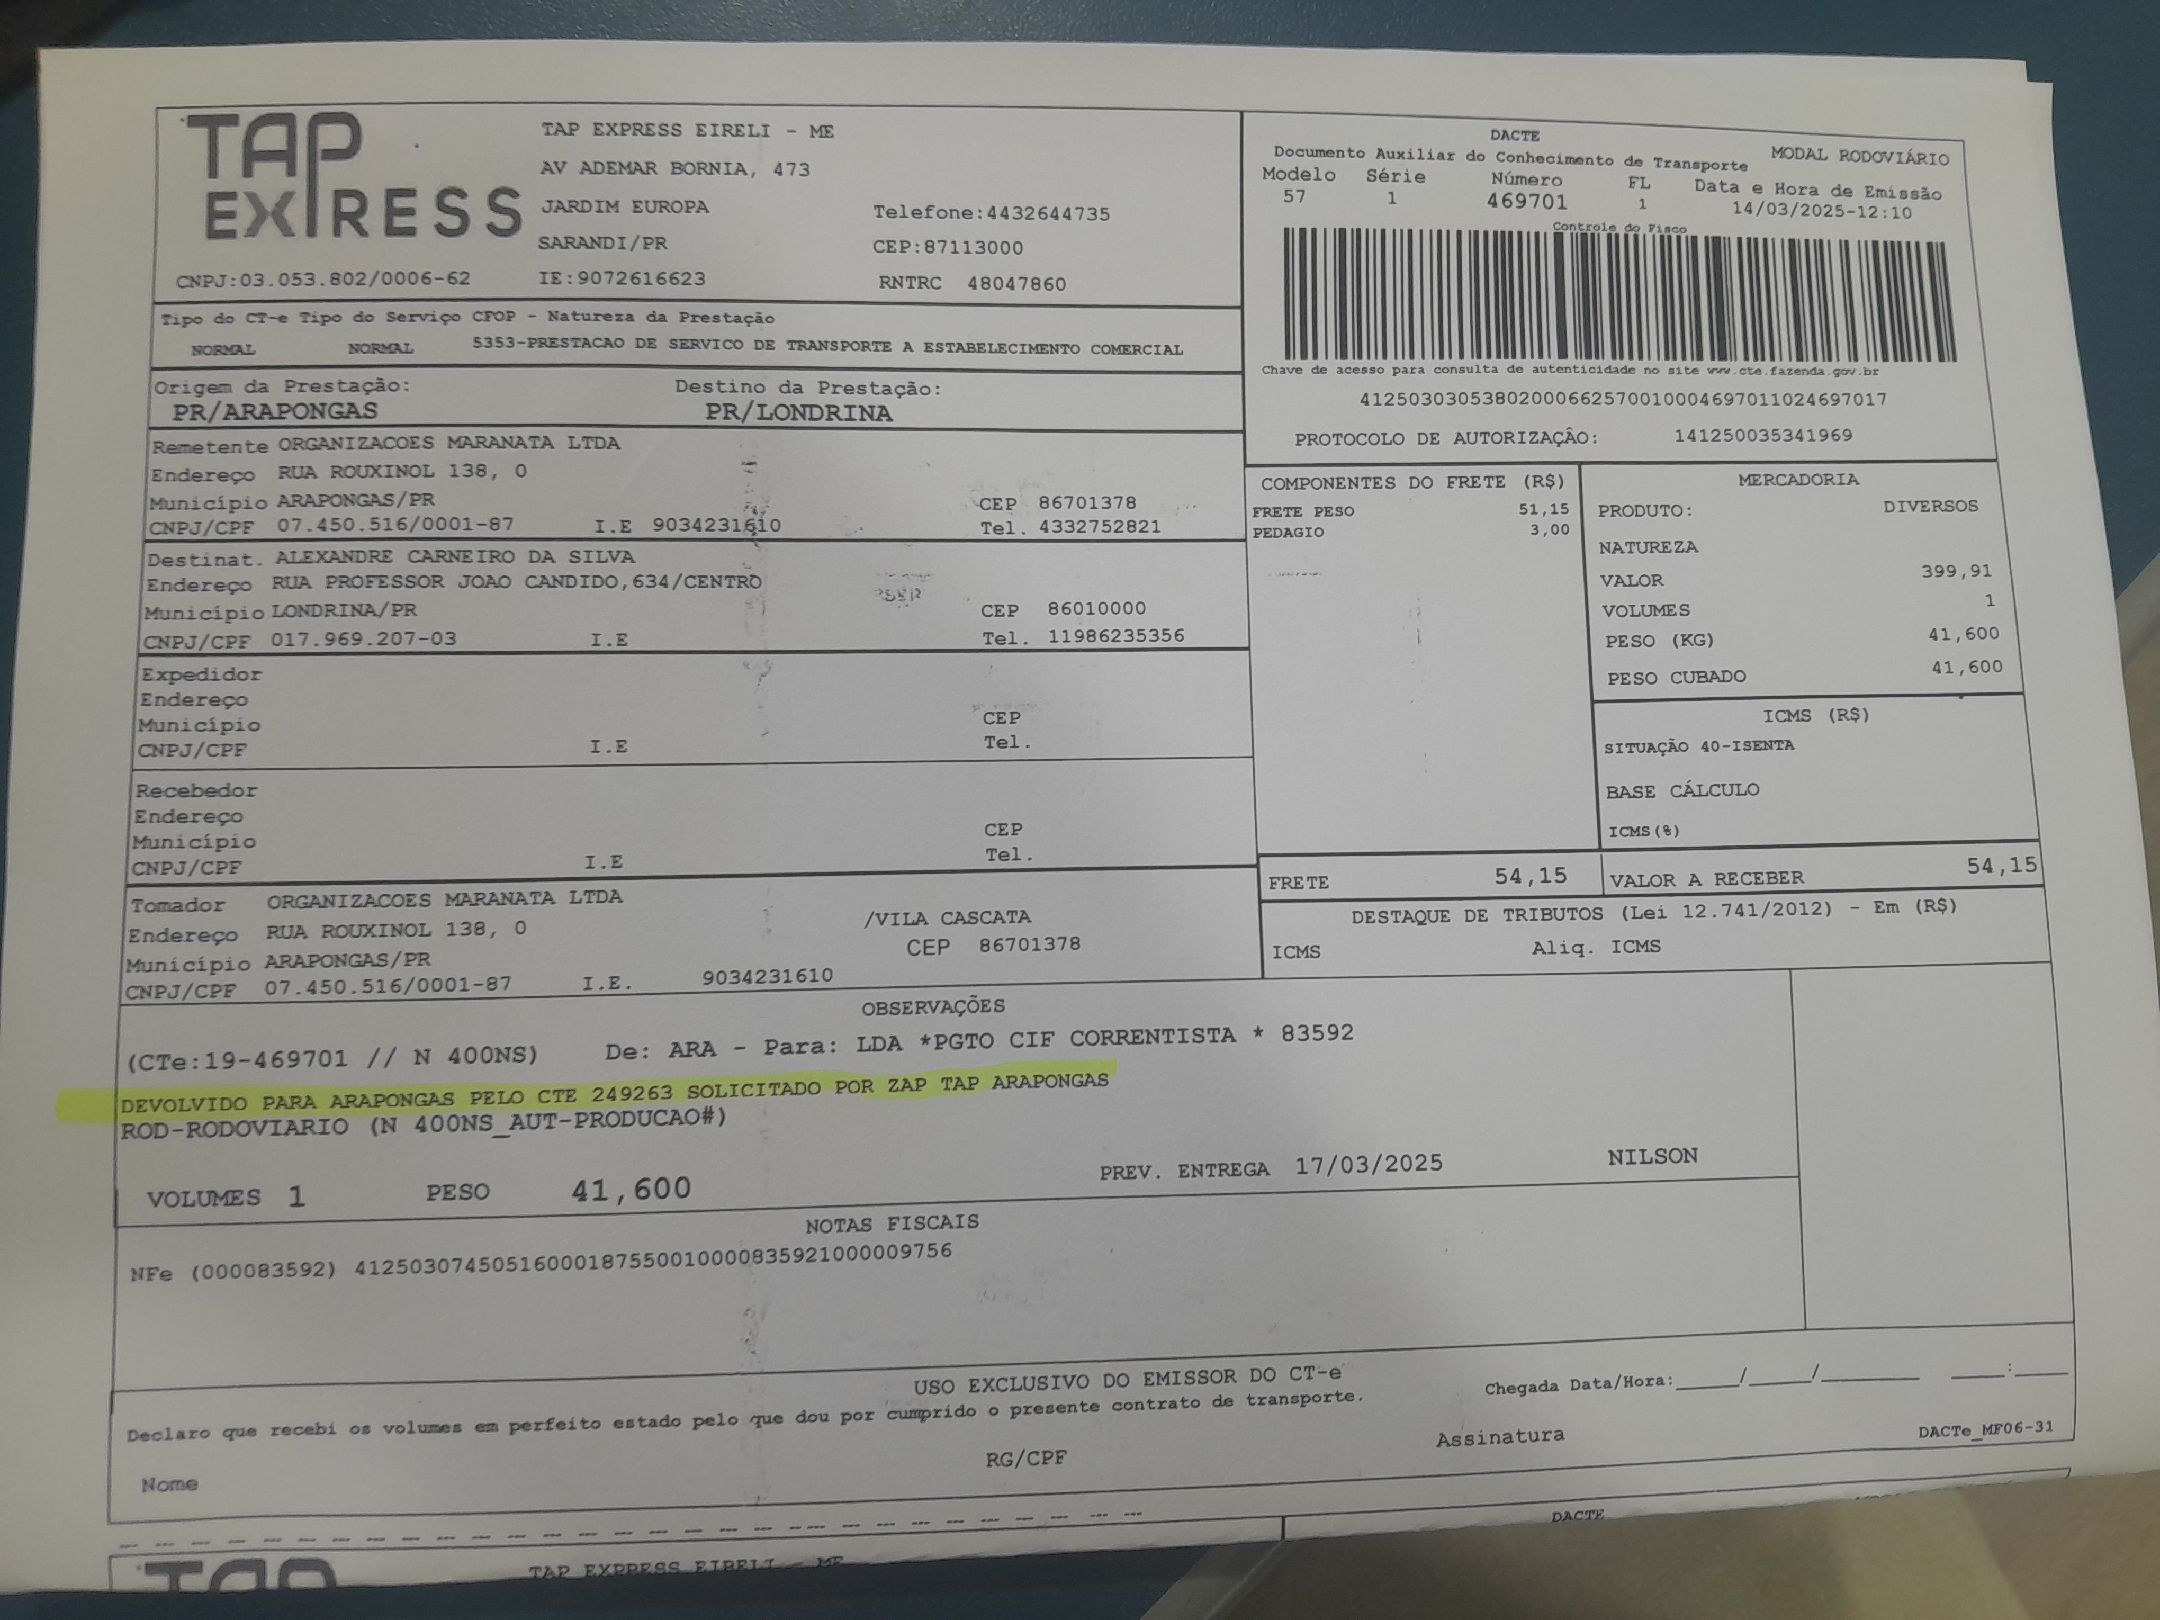 TAP EXPRESS
TAP EXPRESS EIRELI - ME
AV ADEMAR BORNIA, 473
JARDIM EUROPA Telefone:4432644735
SARANDI/PR CEP:87113000
CNPJ:03.053.802/0006-62 IE:9072616623 RNTRC 48047860
DACTE
Documento Auxiliar do Conhecimento de Transporte MODAL RODOVIÁRIO
Modelo Série Número FL Data e Hora de Emissão
57 1 469701 1 14/03/2025-12:10
Controle do Fisco
Chave de acesso para consulta de autenticidade no site www.cte.fazenda.gov.br
41250303053802000662570010004697011024697017
PROTOCOLO DE AUTORIZAÇÃO: 141250035341969
Tipo do CT-e Tipo do Serviço CFOP - Natureza da Prestação
NORMAL NORMAL 5353-PRESTACAO DE SERVICO DE TRANSPORTE A ESTABELECIMENTO COMERCIAL
Origem da Prestação: Destino da Prestação:
PR/ARAPONGAS PR/LONDRINA
Remetente ORGANIZACOES MARANATA LTDA
Endereço RUA ROUXINOL 138, 0
Município ARAPONGAS/PR CEP 86701378
CNPJ/CPF 07.450.516/0001-87 I.E 9034231610 Tel. 4332752821
Destinat. ALEXANDRE CARNEIRO DA SILVA
Endereço RUA PROFESSOR JOAO CANDIDO,634/CENTRO
Município LONDRINA/PR CEP 86010000
CNPJ/CPF 017.969.207-03 I.E Tel. 11986235356
Expedidor
Endereço
Município CEP
CNPJ/CPF I.E Tel.
Recebedor
Endereço
Município CEP
CNPJ/CPF I.E Tel.
Tomador ORGANIZACOES MARANATA LTDA
Endereço RUA ROUXINOL 138, 0 /VILA CASCATA
Município ARAPONGAS/PR CEP 86701378
CNPJ/CPF 07.450.516/0001-87 I.E. 9034231610
COMPONENTES DO FRETE (R$)
FRETE PESO 51,15
PEDAGIO 3,00
MERCADORIA
PRODUTO: DIVERSOS
NATUREZA
VALOR 399,91
VOLUMES 1
PESO (KG) 41,600
PESO CUBADO 41,600
ICMS (R$)
SITUAÇÃO 40-ISENTA
BASE CÁLCULO
ICMS(%)
FRETE 54,15 VALOR A RECEBER 54,15
DESTAQUE DE TRIBUTOS (Lei 12.741/2012) - Em (R$)
ICMS Aliq. ICMS
OBSERVAÇÕES
(CTe:19-469701 // N 400NS) De: ARA - Para: LDA *PGTO CIF CORRENTISTA * 83592
DEVOLVIDO PARA ARAPONGAS PELO CTE 249263 SOLICITADO POR ZAP TAP ARAPONGAS
ROD-RODOVIARIO (N 400NS_AUT-PRODUCAO#)
VOLUMES 1 PESO 41,600 PREV. ENTREGA 17/03/2025 NILSON
NOTAS FISCAIS
NFe (000083592) 41250307450516000187550010000835921000009756
USO EXCLUSIVO DO EMISSOR DO CT-e
Declaro que recebi os volumes em perfeito estado pelo que dou por cumprido o presente contrato de transporte.
Chegada Data/Hora:_____/_____/________ ____:____
Nome RG/CPF Assinatura DACTe_MF06-31
DACTE
TAP
TAP EXPRESS EIRELI - ME